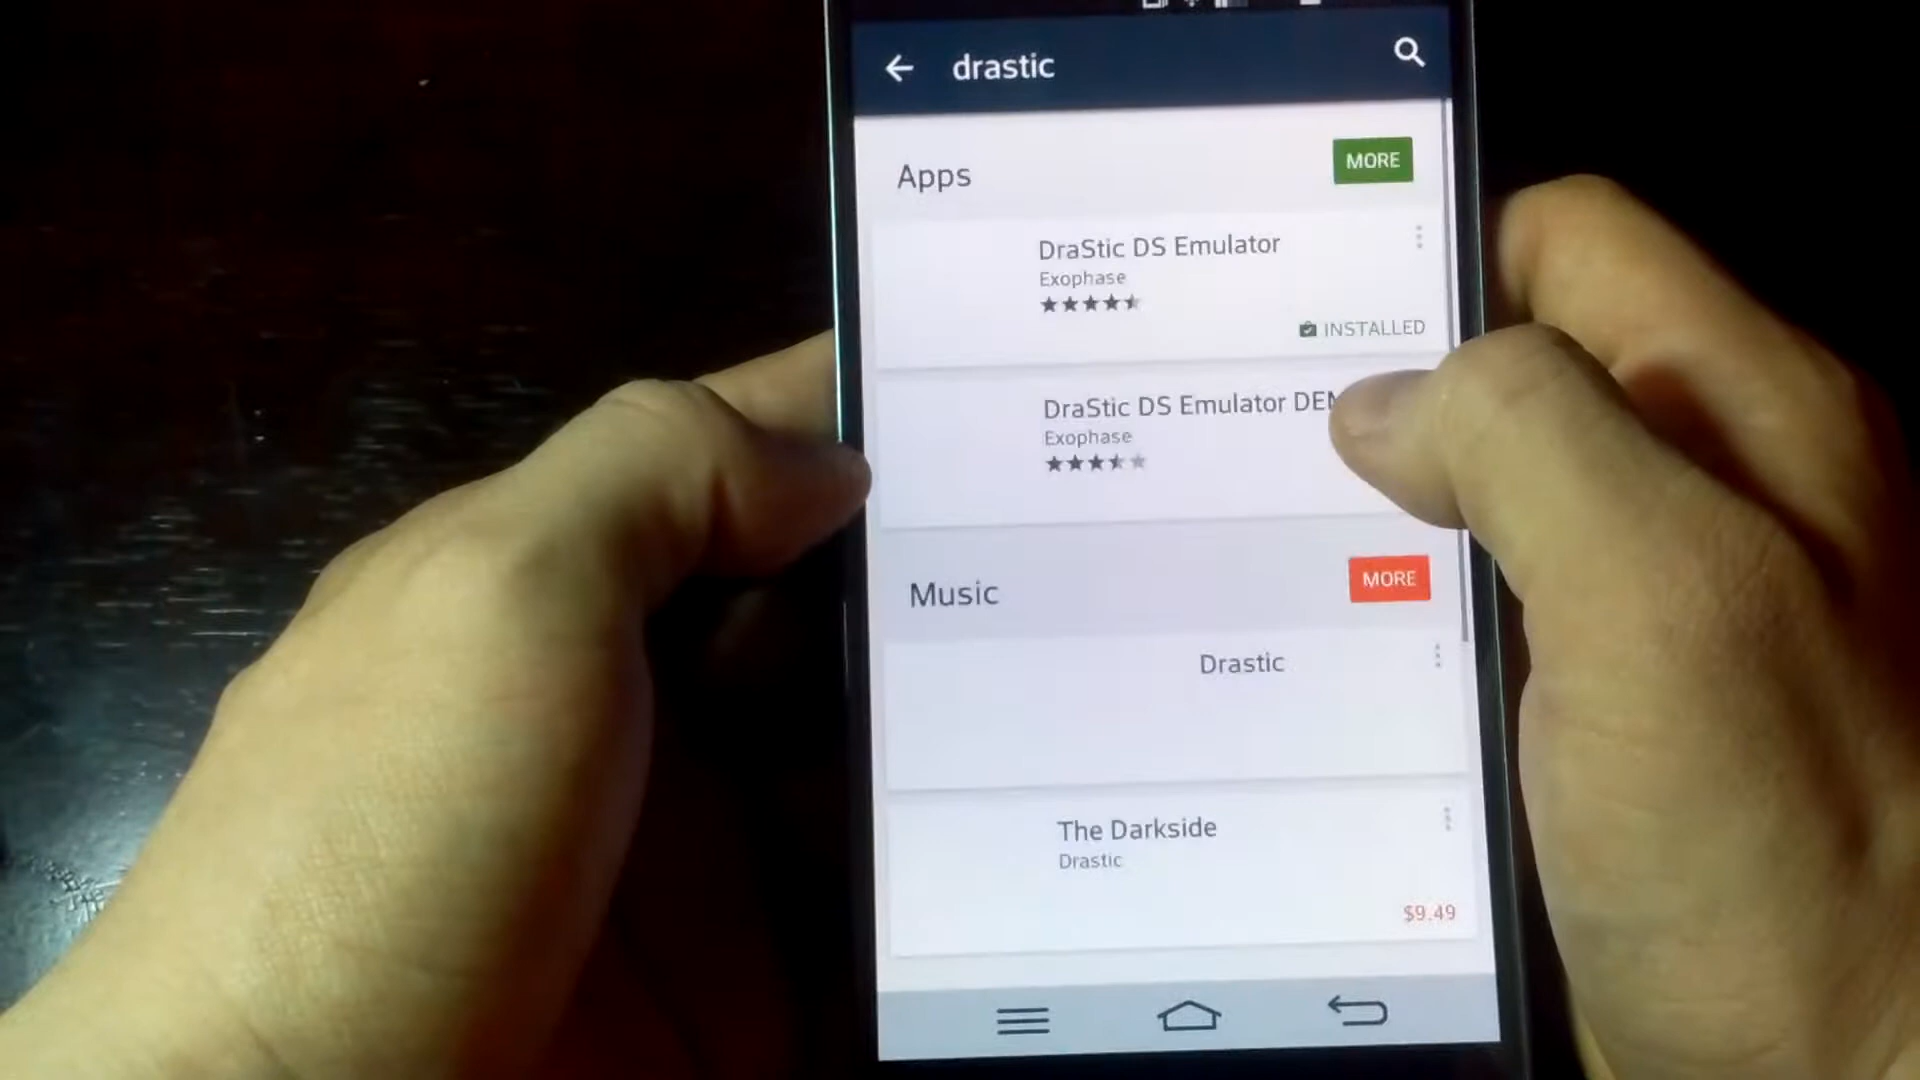 drastic
Apps
MORE
DraStic DS Emulator
Exophase
INSTALLED
DraStic DS Emulator
Exophase
Music
MORE
Drastic
The Darkside
Drastic
$9.49